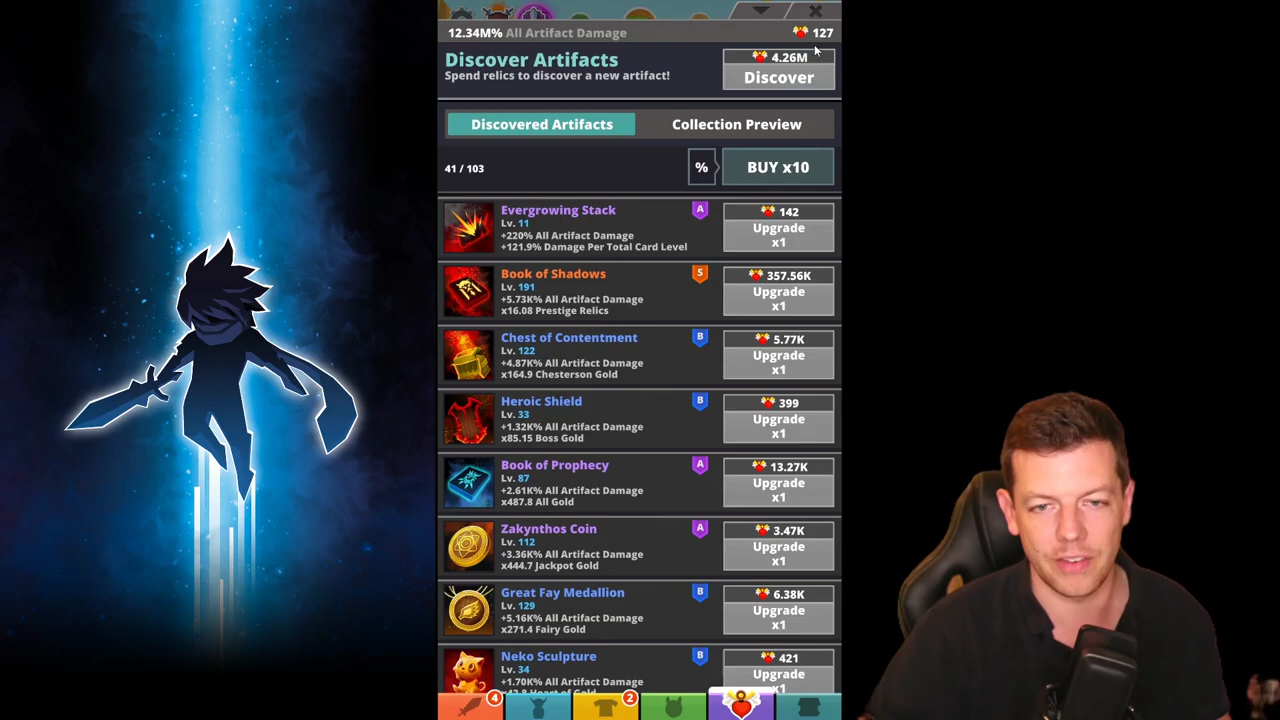 12.34M% All Artifact Damage
127
Discover Artifacts
Spend relics to discover a new artifact!
4.26M
Discover
Discovered Artifacts
Collection Preview
41 / 103
%
BUY x10
Evergrowing Stack
A
Lv. 11
+220% All Artifact Damage
+121.9% Damage Per Total Card Level
142
Upgrade
x1
Book of Shadows
S
Lv. 191
+5.73K% All Artifact Damage
x16.08 Prestige Relics
357.56K
Upgrade
x1
Chest of Contentment
B
Lv. 122
+4.87K% All Artifact Damage
x164.9 Chesterson Gold
5.77K
Upgrade
x1
Heroic Shield
B
Lv. 33
+1.32K% All Artifact Damage
x85.15 Boss Gold
399
Upgrade
x1
Book of Prophecy
A
Lv. 87
+2.61K% All Artifact Damage
x487.8 All Gold
13.27K
Upgrade
x1
Zakynthos Coin
A
Lv. 112
+3.36K% All Artifact Damage
x444.7 Jackpot Gold
3.47K
Upgrade
x1
Great Fay Medallion
B
Lv. 129
+5.16K% All Artifact Damage
x271.4 Fairy Gold
6.38K
Upgrade
x1
Neko Sculpture
B
Lv. 34
+1.70K% All Artifact Damage
x42.8 Heart of Gold
421
Upgrade
x1
4
2